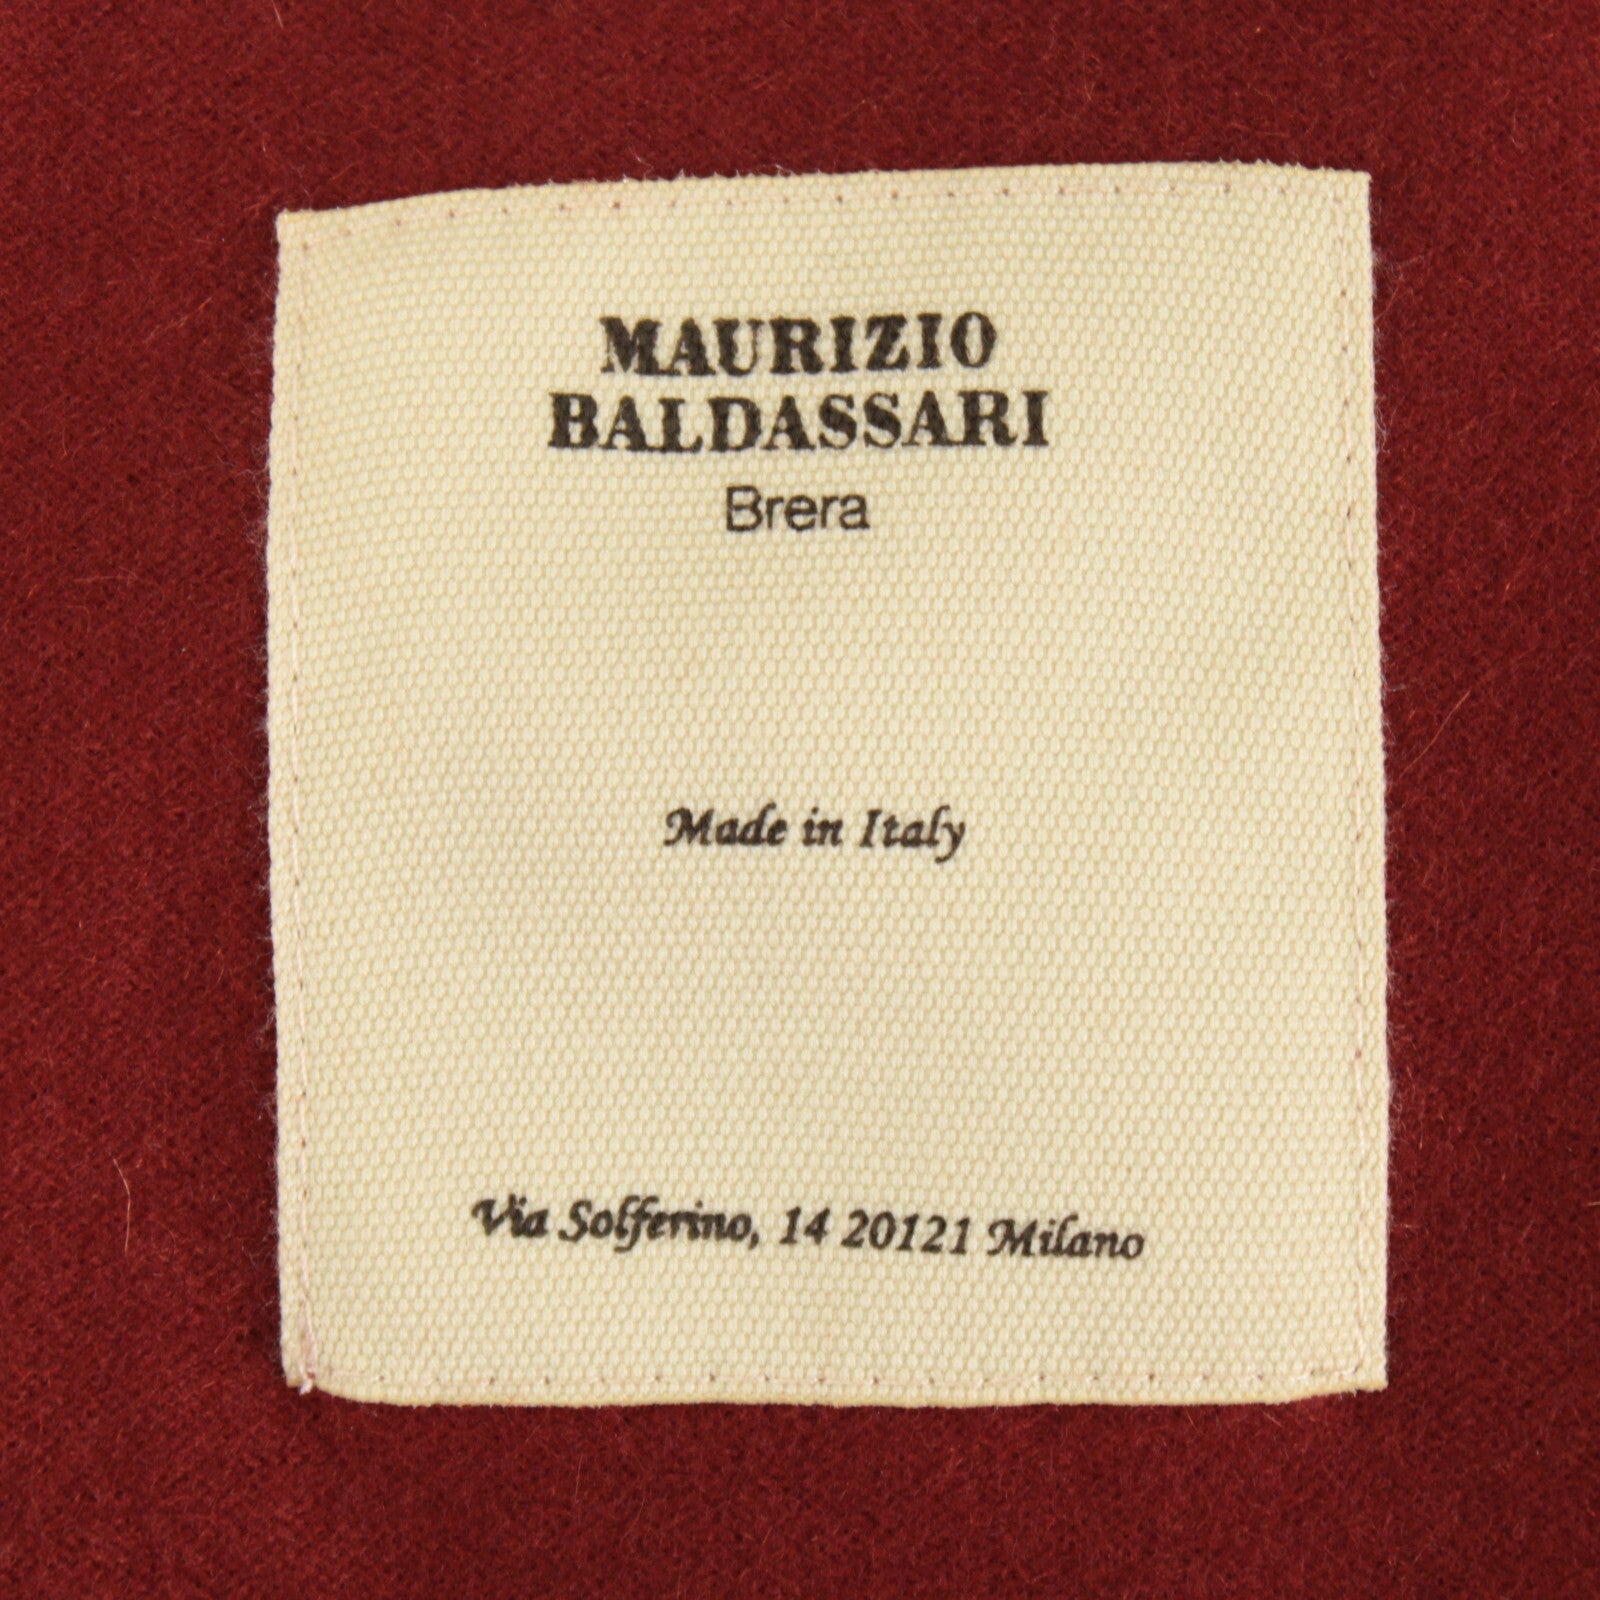 MAURIZIO
BALDASSARI
Brera
Made in Italy
Via Solferino, 14 20121 Milano